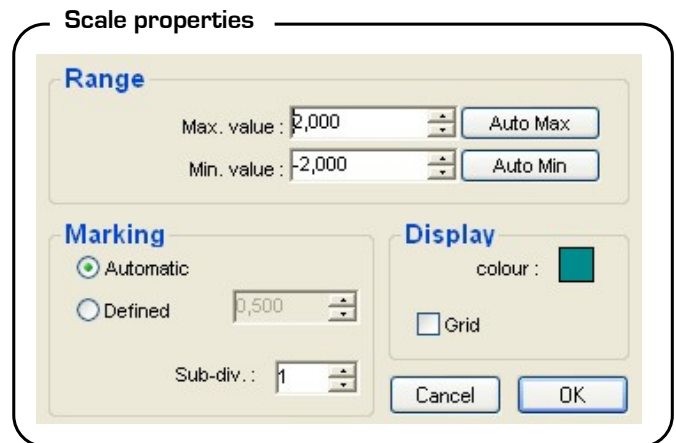 Scale properties
Range
Max. value : 2,000 Auto Max
Min. value : -2,000 Auto Min
Marking
Automatic
Defined 0,500
Sub-div. : 1
Display
colour :
Grid
Cancel OK